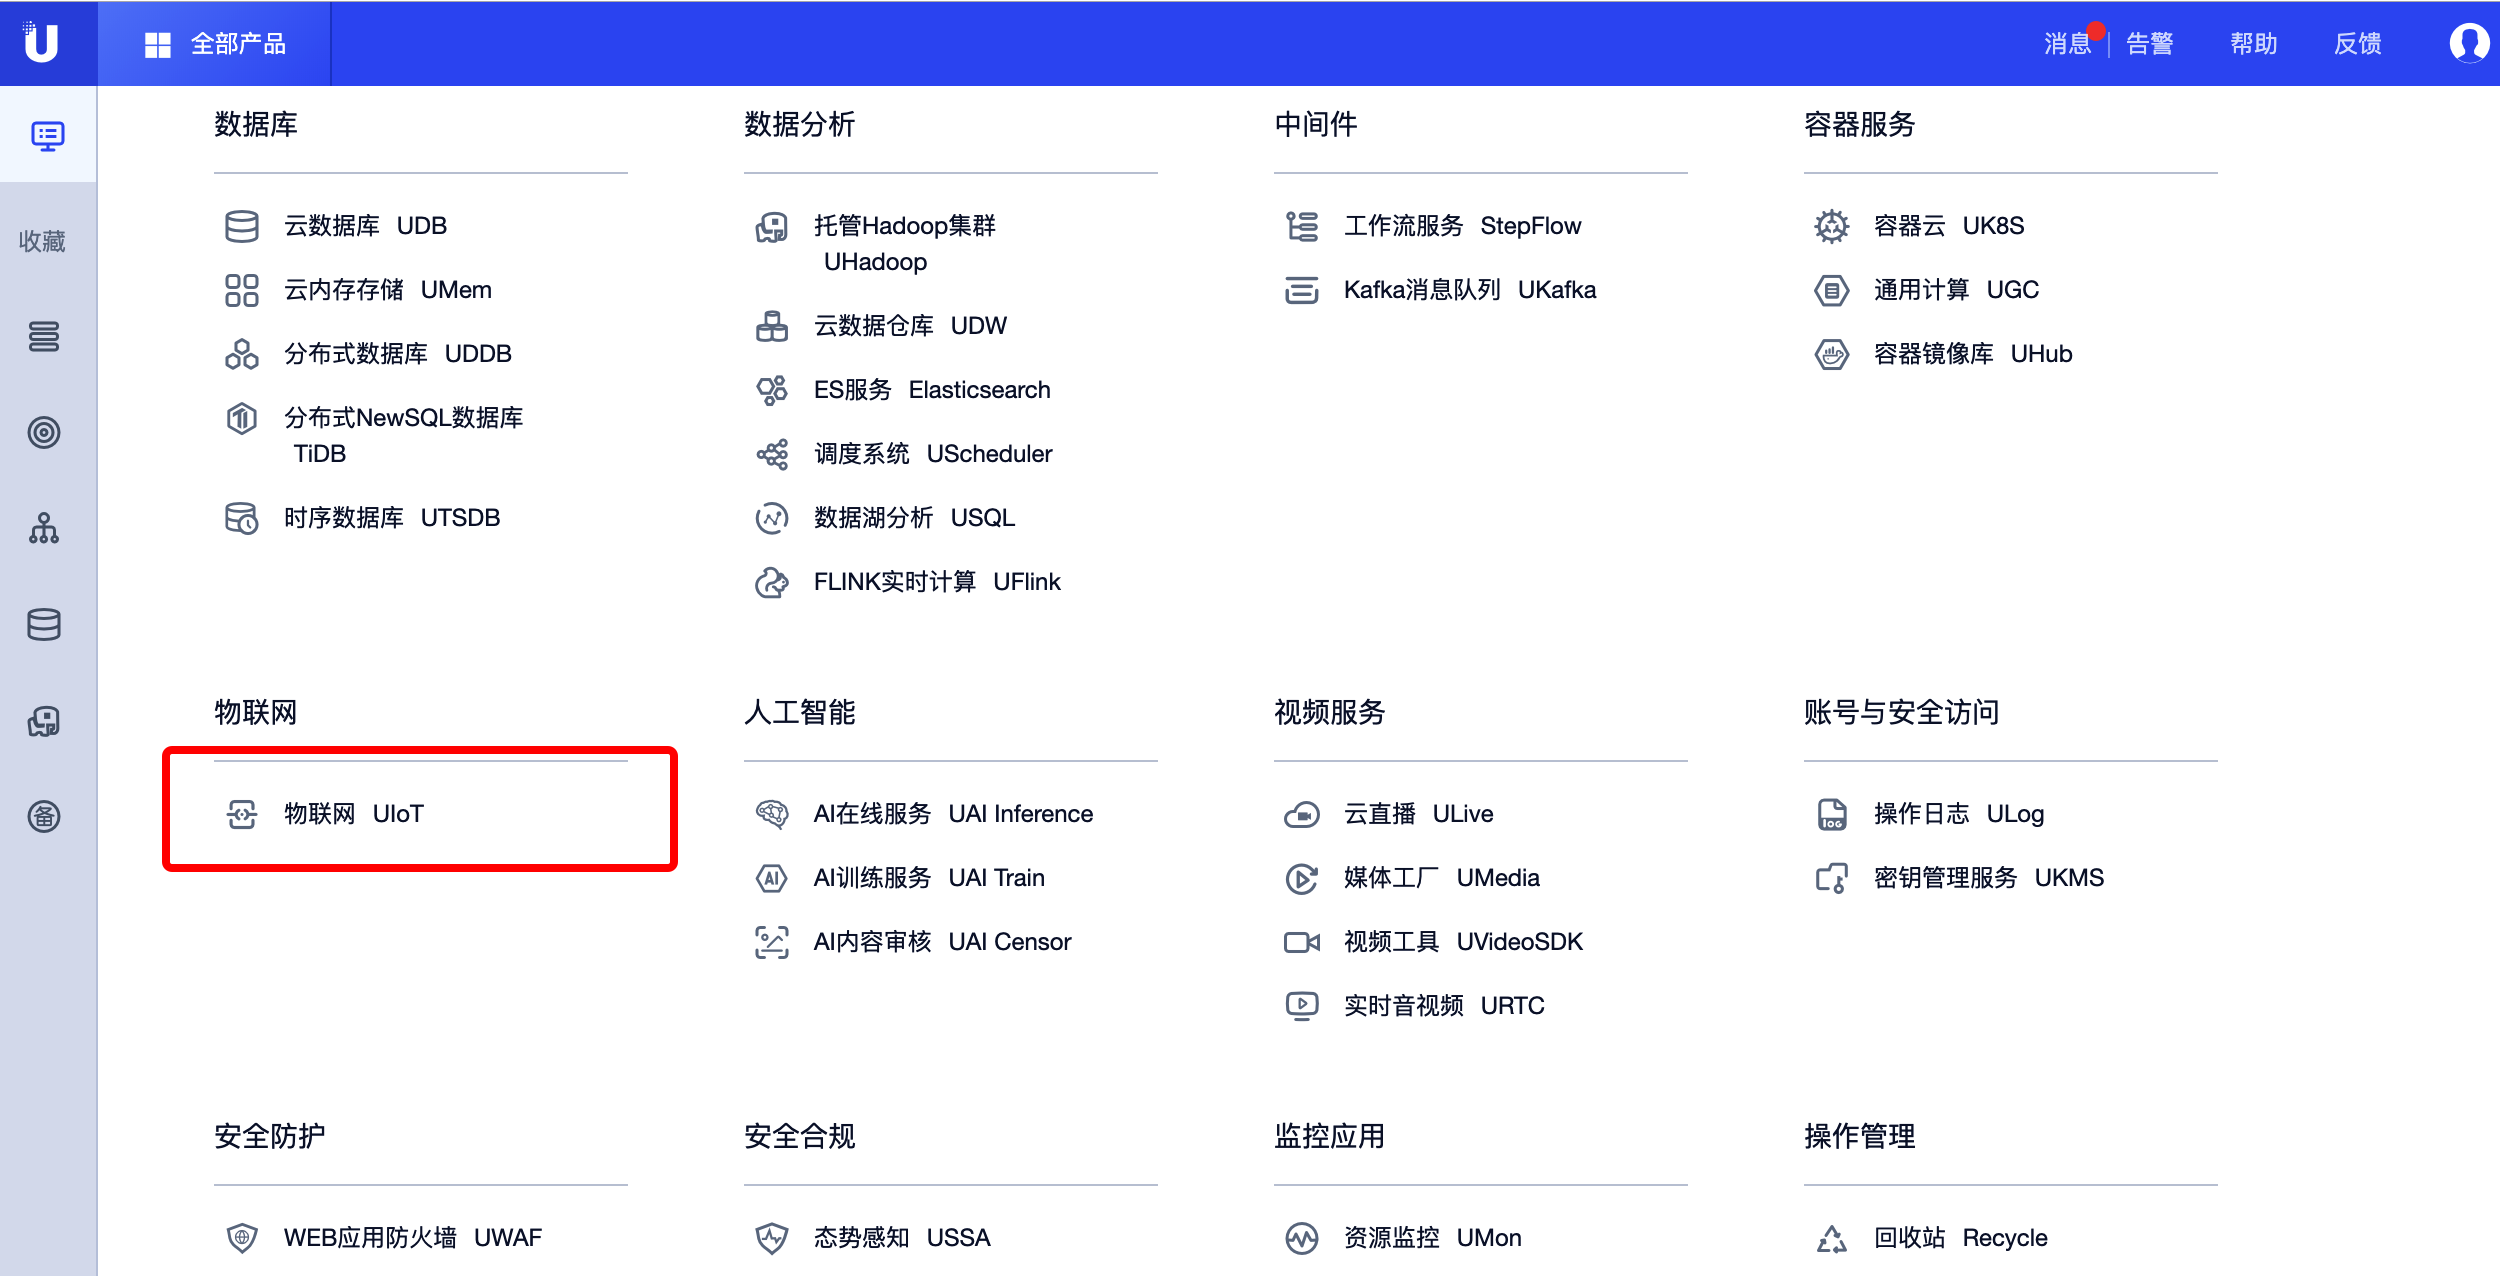 全部产品
消息
告警
帮助
反馈
收藏
数据库
云数据库 UDB
云内存存储 UMem
分布式数据库 UDDB
分布式NewSQL数据库
TiDB
时序数据库 UTSDB
数据分析
托管Hadoop集群
UHadoop
云数据仓库 UDW
ES服务 Elasticsearch
调度系统 UScheduler
数据湖分析 USQL
FLINK实时计算 UFlink
中间件
工作流服务 StepFlow
Kafka消息队列 UKafka
容器服务
容器云 UK8S
通用计算 UGC
容器镜像库 UHub
备
物联网
物联网 UIoT
人工智能
AI在线服务 UAI Inference
AI训练服务 UAI Train
AI内容审核 UAI Censor
视频服务
云直播 ULive
媒体工厂 UMedia
视频工具 UVideoSDK
实时音视频 URTC
账号与安全访问
操作日志 ULog
密钥管理服务 UKMS
安全防护
WEB应用防火墙 UWAF
安全合规
态势感知 USSA
监控应用
资源监控 UMon
操作管理
回收站 Recycle